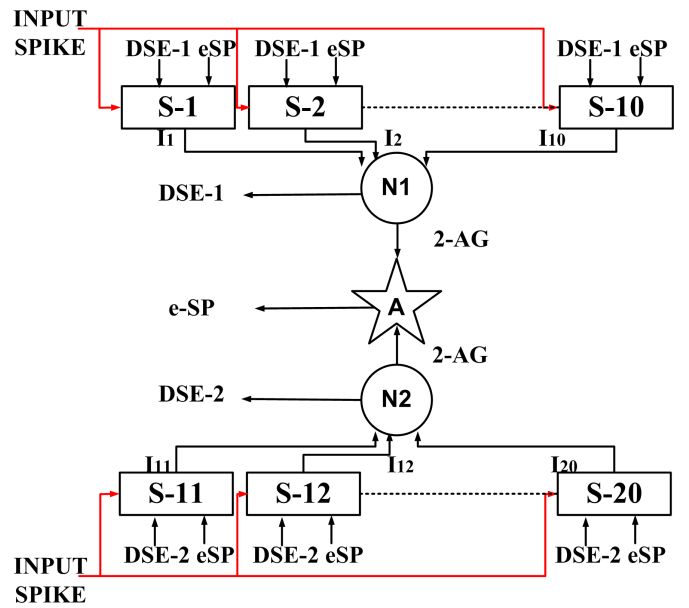 INPUT
SPIKE
DSE-1 eSP DSE-1 eSP DSE-1 eSP
S-1 S-2 S-10
I1 I2 I10
N1
DSE-1
2-AG
A
e-SP
2-AG
N2
DSE-2
I11 I12 I20
S-11 S-12 S-20
DSE-2 eSP DSE-2 eSP DSE-2 eSP
INPUT
SPIKE